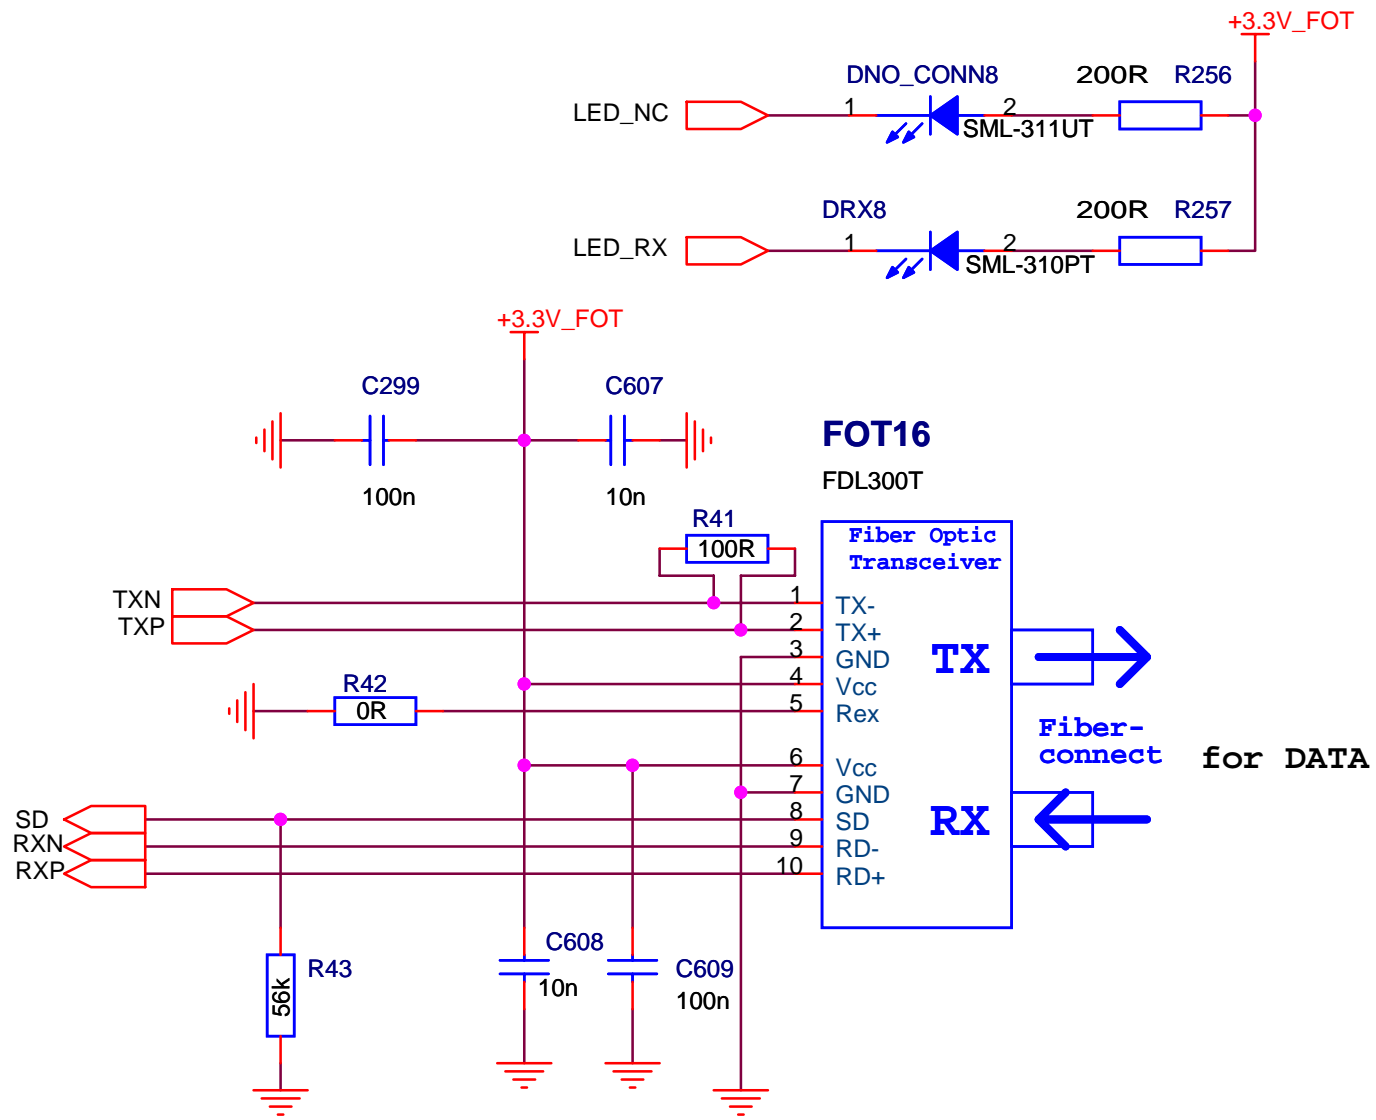 +3.3V_FOT
DNO_CONN8 200R R256
LED_NC 1 2
SML-311UT
DRX8 200R R257
LED_RX 1 2
SML-310PT
+3.3V_FOT
C299 C607
100n 10n
FOT16
FDL300T
R41
100R
Fiber Optic
Transceiver
TXN 1 TX-
TXP 2 TX+
3 GND
TX
R42 4 Vcc
0R 5 Rex
Fiber-
connect
for DATA
6 Vcc
7 GND
SD 8 SD
RX
RXN 9 RD-
RXP 10 RD+
C608
10n
R43
56k
C609
100n